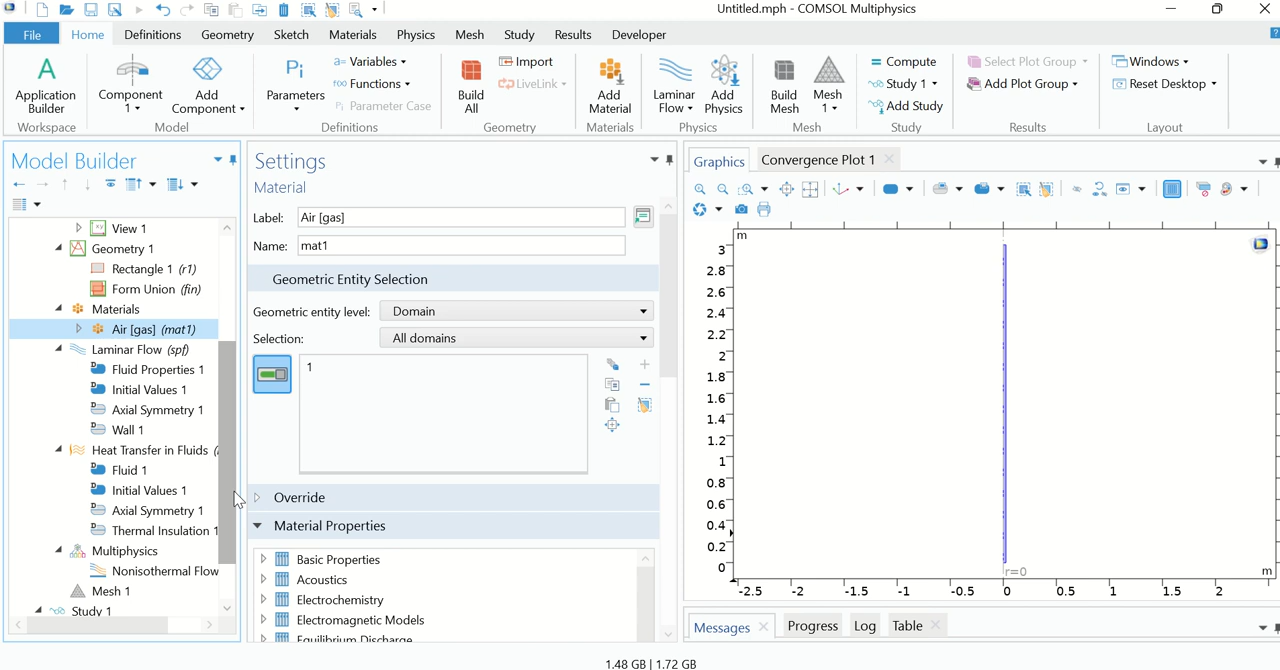 Untitled.mph - COMSOL Multiphysics
File Home Definitions Geometry Sketch Materials Physics Mesh Study Results Developer
Application Builder
Component 1
Add Component
Pi Parameters
a= Variables
f(x) Functions
Pi Parameter Case
Build All
Import
LiveLink
Add Material
Laminar Flow
Add Physics
Build Mesh
Mesh 1
= Compute
Study 1
Add Study
Select Plot Group
Add Plot Group
Windows
Reset Desktop
Workspace Model Definitions Geometry Materials Physics Mesh Study Results Layout
Model Builder
View 1
Geometry 1
Rectangle 1 (r1)
Form Union (fin)
Materials
Air [gas] (mat1)
Laminar Flow (spf)
Fluid Properties 1
Initial Values 1
Axial Symmetry 1
Wall 1
Heat Transfer in Fluids (
Fluid 1
Initial Values 1
Axial Symmetry 1
Thermal Insulation 1
Multiphysics
Nonisothermal Flow
Mesh 1
Study 1
Settings
Material
Label: Air [gas]
Name: mat1
Geometric Entity Selection
Geometric entity level: Domain
Selection: All domains
1
Override
Material Properties
Basic Properties
Acoustics
Electrochemistry
Electromagnetic Models
Equilibrium Discharge
Graphics Convergence Plot 1
m
3
2.8
2.6
2.4
2.2
2
1.8
1.6
1.4
1.2
1
0.8
0.6
0.4
0.2
0
r=0 m
-2.5 -2 -1.5 -1 -0.5 0 0.5 1 1.5 2
Messages Progress Log Table
1.48 GB | 1.72 GB